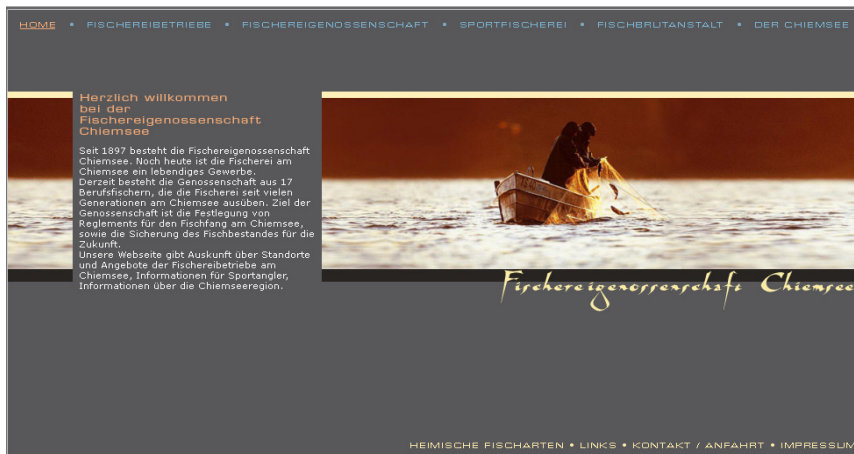 HOME • FISCHEREIBETRIEBE • FISCHEREIGENOSSENSCHAFT • SPORTFISCHEREI • FISCHBRUTANSTALT • DER CHIEMSEE
Herzlich willkommen
bei der
Fischereigenossenschaft
Chiemsee
Seit 1897 besteht die Fischereigenossenschaft
Chiemsee. Noch heute ist die Fischerei am
Chiemsee ein lebendiges Gewerbe.
Derzeit besteht die Genossenschaft aus 17
Berufsfischern, die die Fischerei seit vielen
Generationen am Chiemsee ausüben. Ziel der
Genossenschaft ist die Festlegung von
Reglements für den Fischfang am Chiemsee,
sowie die Sicherung des Fischbestandes für die
Zukunft.
Unsere Webseite gibt Auskunft über Standorte
und Angebote der Fischereibetriebe am
Chiemsee, Informationen für Sportangler,
Informationen über die Chiemseeregion.
Fischereigenossenschaft Chiemsee
HEIMISCHE FISCHARTEN • LINKS • KONTAKT / ANFAHRT • IMPRESSUM